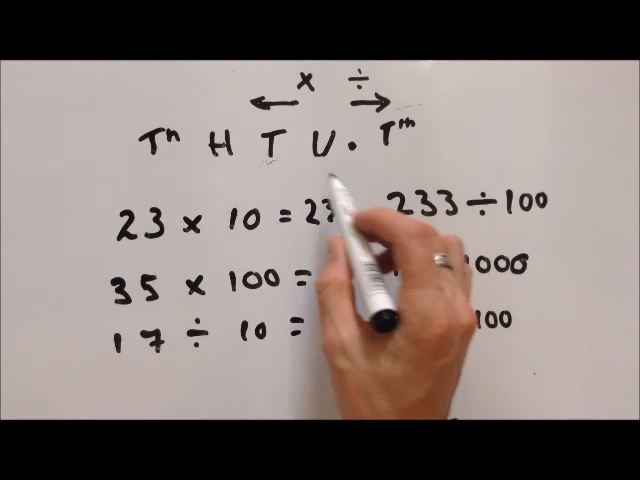 x ÷
Tʰ H T U . Tᵗʰ
23 x 10 = 23 233 ÷ 100
35 x 100 = 000
17 ÷ 10 = 100